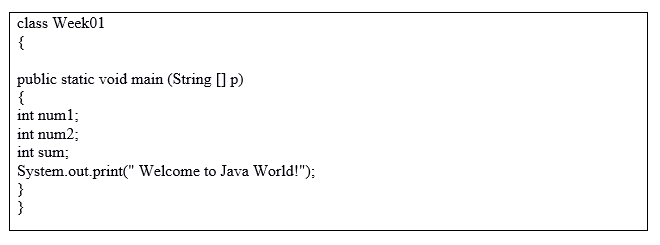 class Week01
{
public static void main (String [] p)
{
int num1;
int num2;
int sum;
System.out.print(" Welcome to Java World!");
}
}